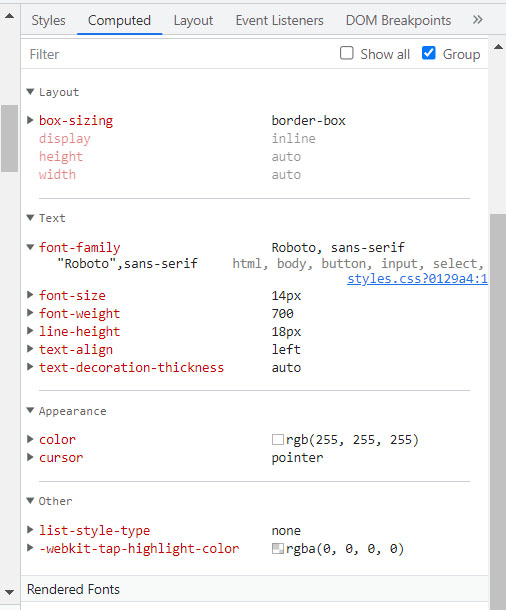 Styles Computed Layout Event Listeners DOM Breakpoints »
Filter Show all Group
Layout
box-sizing border-box
display inline
height auto
width auto
Text
font-family Roboto, sans-serif
"Roboto",sans-serif html, body, button, input, select,
styles.css?0129a4:1
font-size 14px
font-weight 700
line-height 18px
text-align left
text-decoration-thickness auto
Appearance
color rgb(255, 255, 255)
cursor pointer
Other
list-style-type none
-webkit-tap-highlight-color rgba(0, 0, 0, 0)
Rendered Fonts